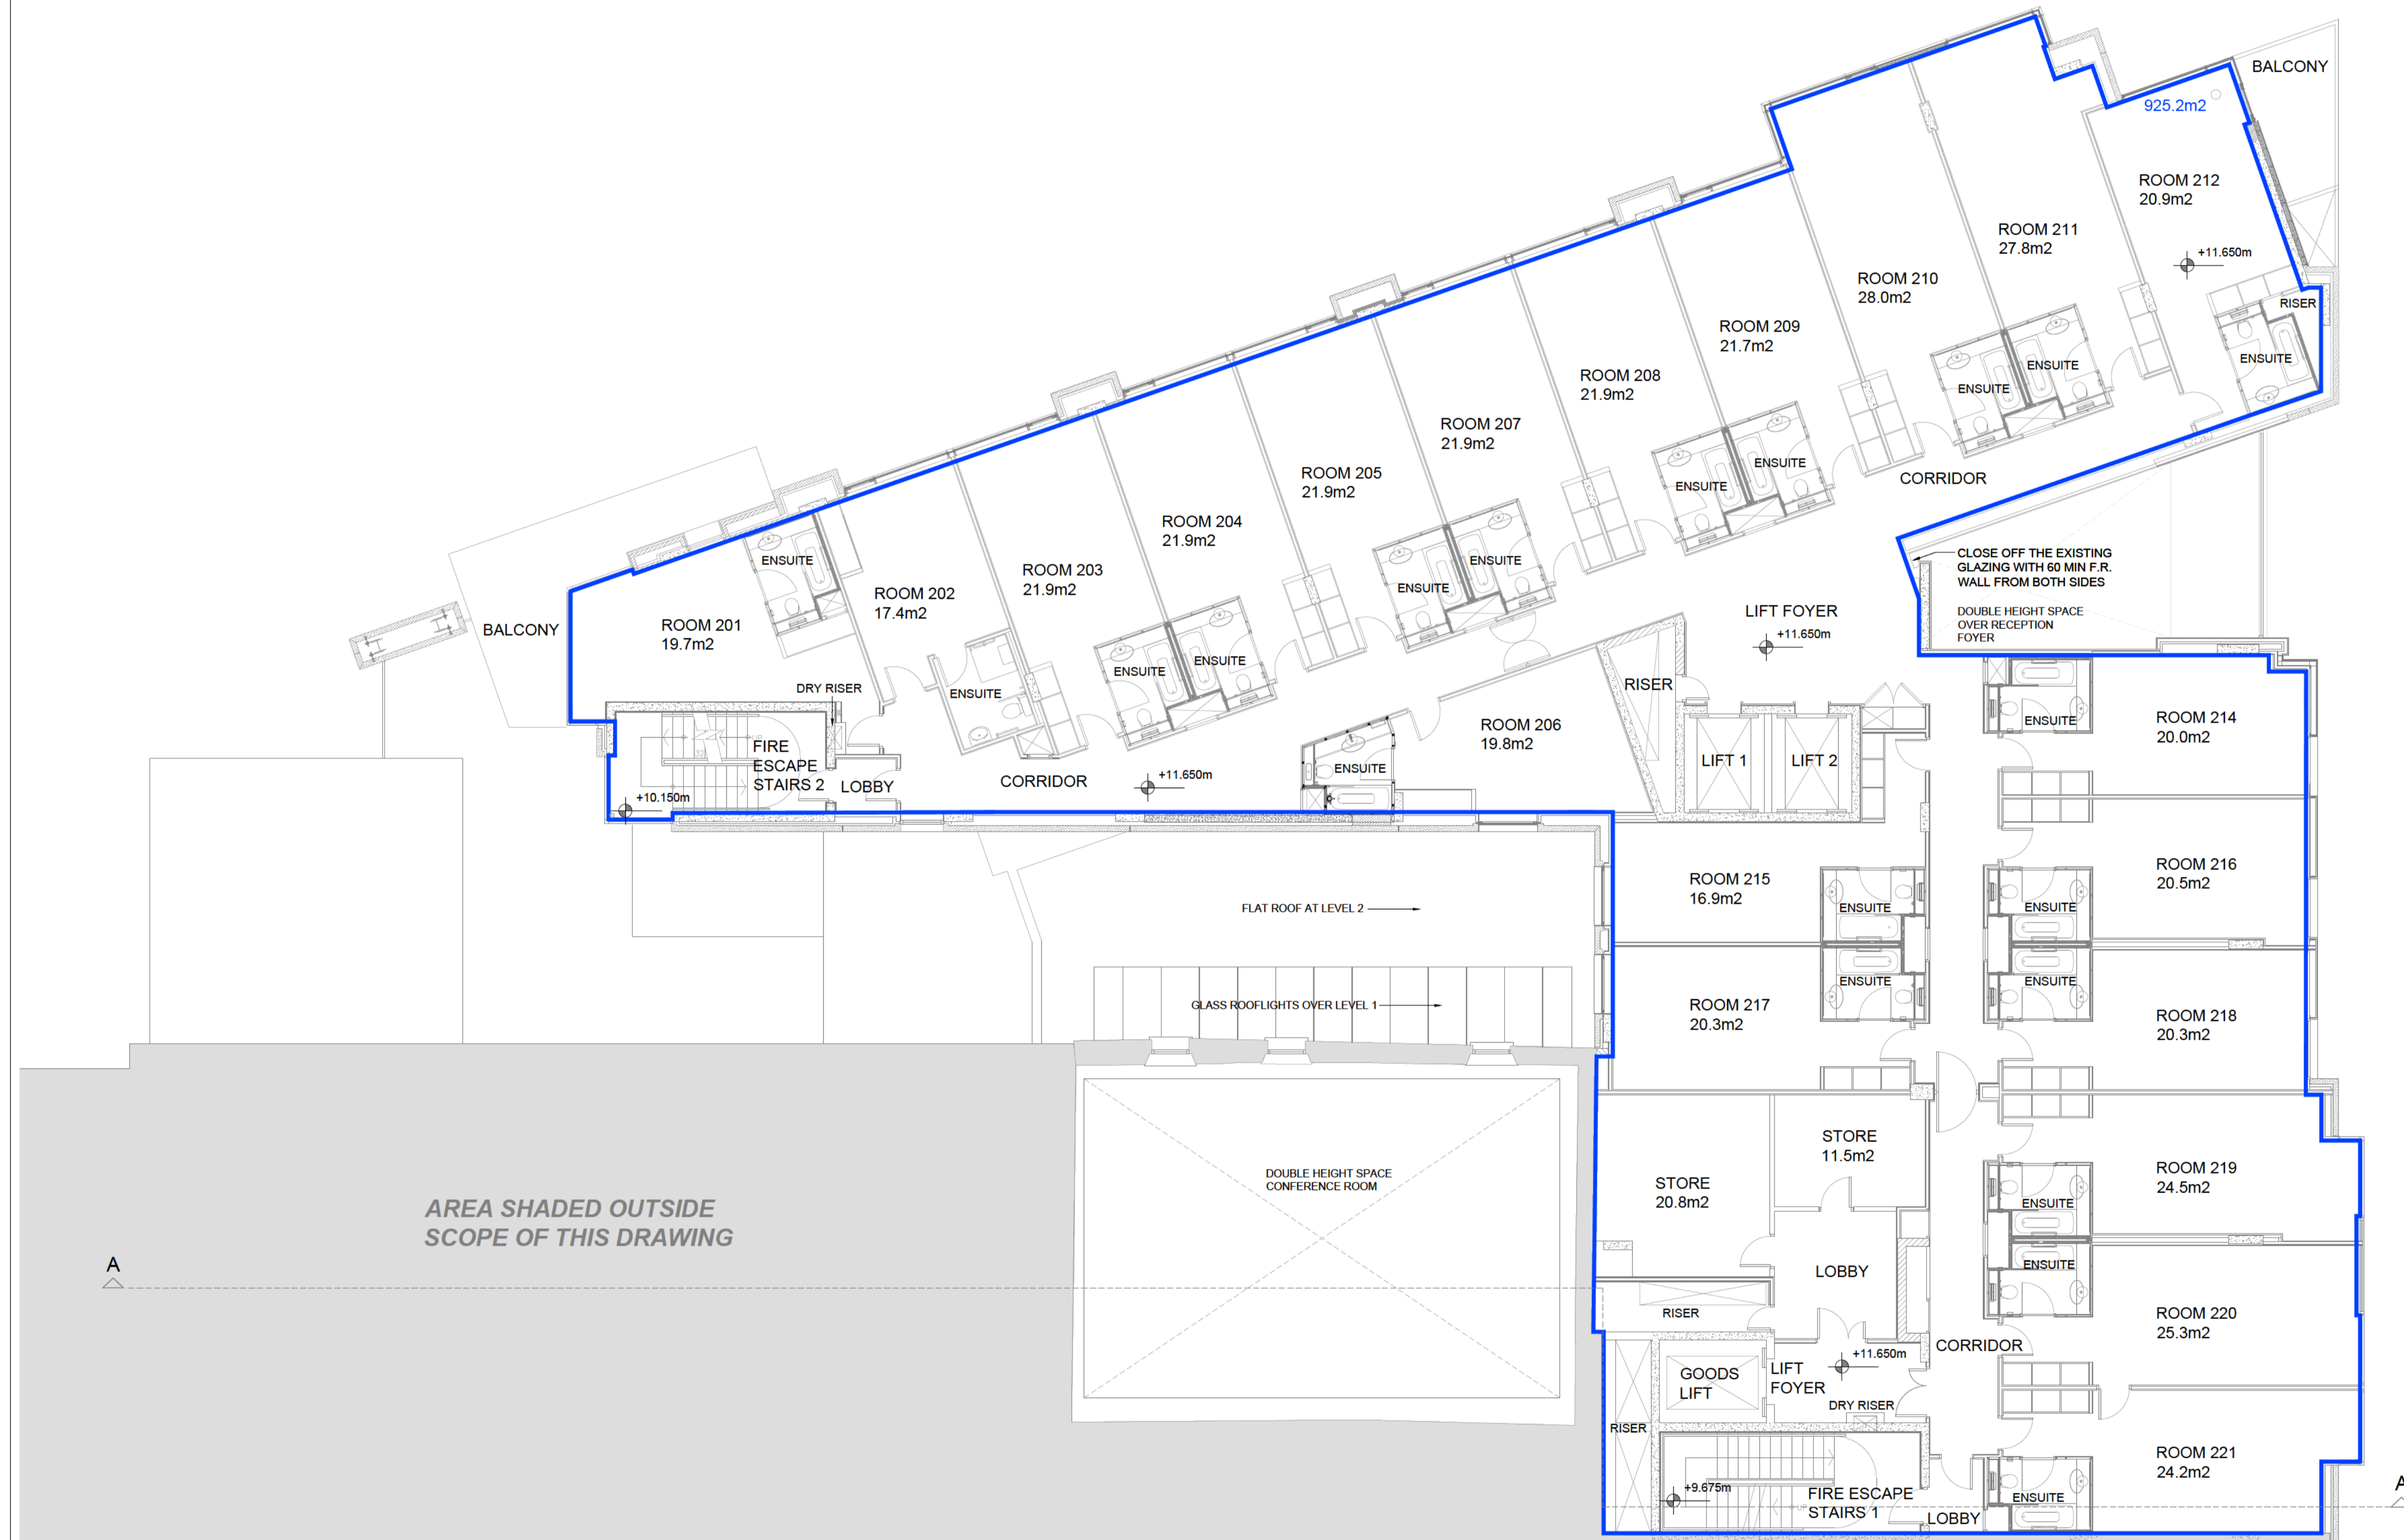 BALCONY
925.2m2
ROOM 212
20.9m2
+11.650m
RISER
ENSUITE
ROOM 211
27.8m2
ENSUITE
ROOM 210
28.0m2
ENSUITE
ROOM 209
21.7m2
ENSUITE
ROOM 208
21.9m2
ENSUITE
ROOM 207
21.9m2
ENSUITE
ROOM 205
21.9m2
ENSUITE
ROOM 204
21.9m2
ENSUITE
ROOM 203
21.9m2
ENSUITE
ROOM 202
17.4m2
ENSUITE
ROOM 201
19.7m2
ENSUITE
BALCONY
DRY RISER
FIRE
ESCAPE
STAIRS 2
UP
LOBBY
+10.150m
CORRIDOR
+11.650m
ROOM 206
19.8m2
ENSUITE
RISER
LIFT FOYER
+11.650m
LIFT 1
LIFT 2
CORRIDOR
CLOSE OFF THE EXISTING
GLAZING WITH 60 MIN F.R.
WALL FROM BOTH SIDES
DOUBLE HEIGHT SPACE
OVER RECEPTION
FOYER
ENSUITE
ROOM 214
20.0m2
ROOM 216
20.5m2
ENSUITE
ROOM 215
16.9m2
ENSUITE
ROOM 217
20.3m2
ENSUITE
ENSUITE
ROOM 218
20.3m2
FLAT ROOF AT LEVEL 2
GLASS ROOFLIGHTS OVER LEVEL 1
DOUBLE HEIGHT SPACE
CONFERENCE ROOM
AREA SHADED OUTSIDE
SCOPE OF THIS DRAWING
A
STORE
11.5m2
STORE
20.8m2
LOBBY
RISER
ROOM 219
24.5m2
ENSUITE
ENSUITE
ROOM 220
25.3m2
CORRIDOR
+11.650m
GOODS
LIFT
LIFT
FOYER
DRY RISER
RISER
ROOM 221
24.2m2
ENSUITE
+9.675m
UP
FIRE ESCAPE
STAIRS 1
LOBBY
A